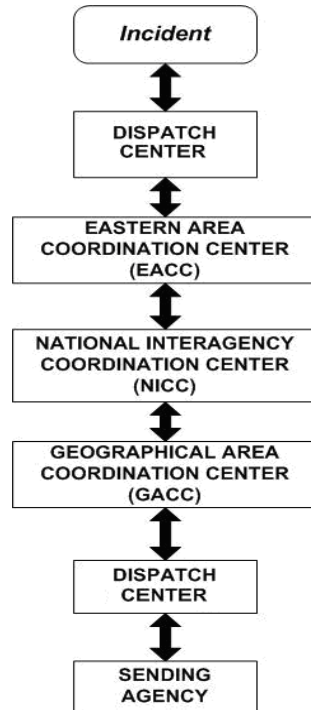 Incident
DISPATCH
CENTER
EASTERN AREA
COORDINATION CENTER
(EACC)
NATIONAL INTERAGENCY
COORDINATION CENTER
(NICC)
GEOGRAPHICAL AREA
COORDINATION CENTER
(GACC)
DISPATCH
CENTER
SENDING
AGENCY